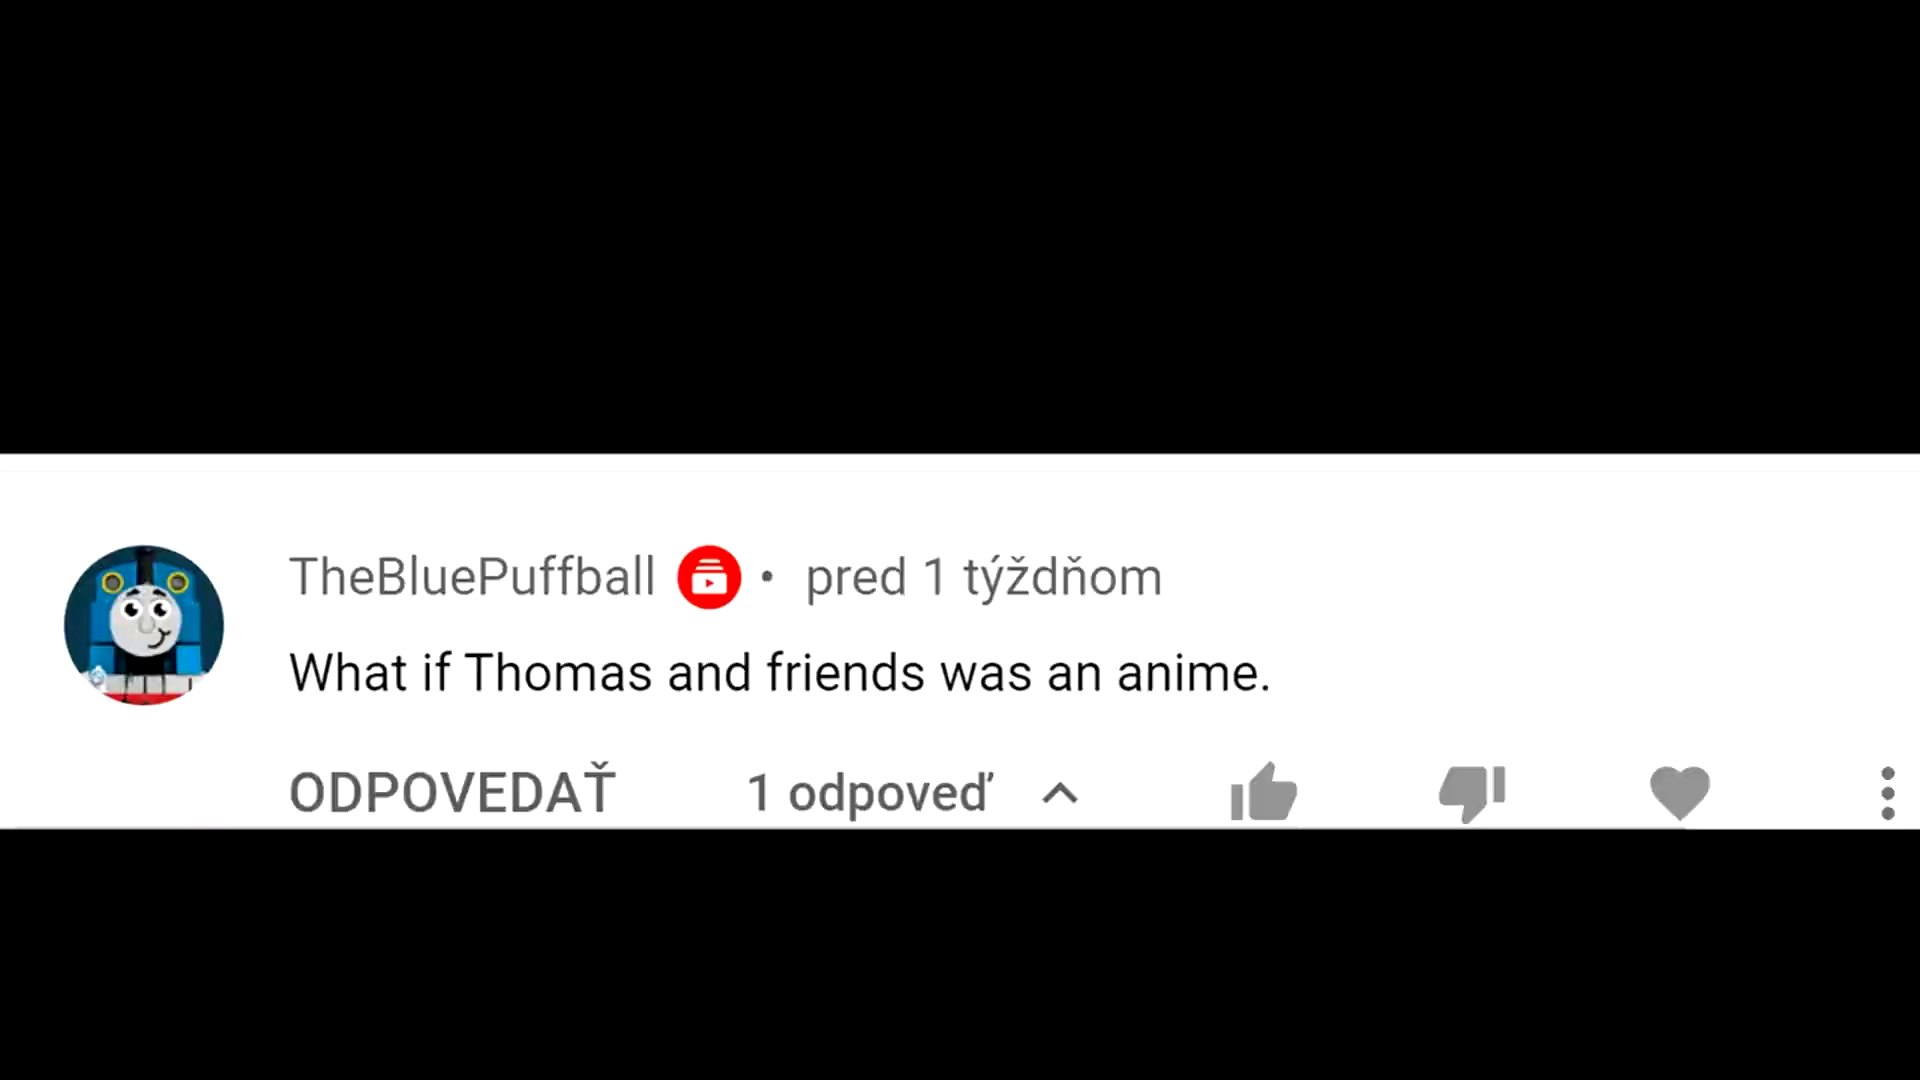 TheBluePuffball • pred 1 týždňom
What if Thomas and friends was an anime.
ODPOVEDAŤ 1 odpoveď